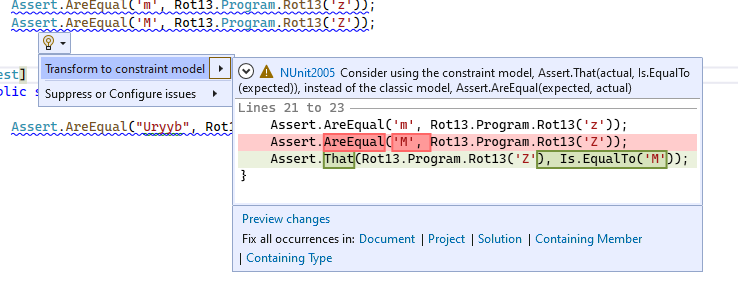 Assert.AreEqual('m', Rot13.Program.Rot13('z'));
Assert.AreEqual('M', Rot13.Program.Rot13('Z'));
Transform to constraint model
Suppress or Configure issues
est]
blic s
Assert.AreEqual("Uryyb", Rot
NUnit2005 Consider using the constraint model, Assert.That(actual, Is.EqualTo
(expected)), instead of the classic model, Assert.AreEqual(expected, actual)
Lines 21 to 23
Assert.AreEqual('m', Rot13.Program.Rot13('z'));
Assert.AreEqual('M', Rot13.Program.Rot13('Z'));
Assert.That(Rot13.Program.Rot13('Z'), Is.EqualTo('M'));
}
Preview changes
Fix all occurrences in: Document | Project | Solution | Containing Member
| Containing Type